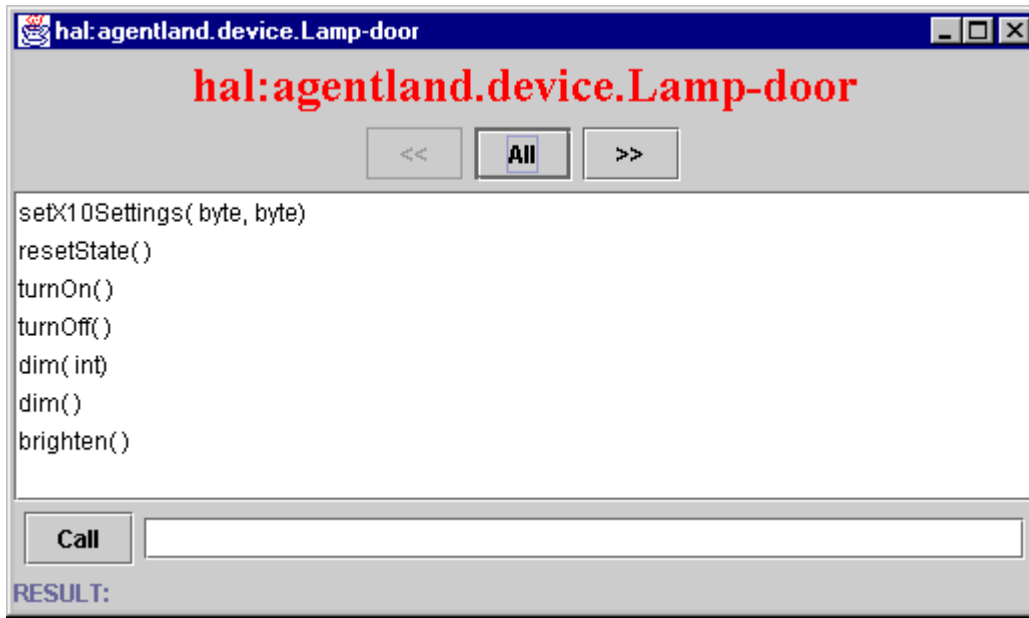 hal:agentland.device.Lamp-door
hal:agentland.device.Lamp-door
<< All >>
setX10Settings( byte, byte)
resetState( )
turnOn( )
turnOff( )
dim( int)
dim( )
brighten( )
Call
RESULT: